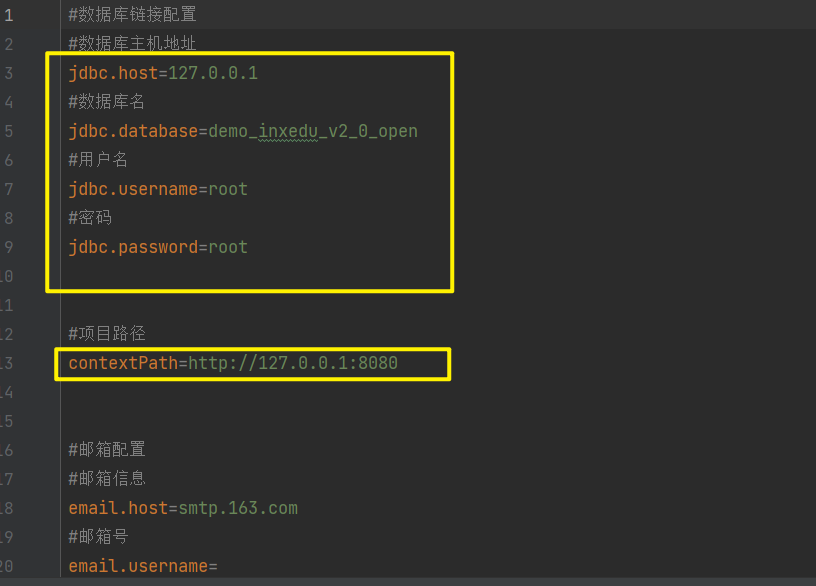 1 #数据库链接配置
2 #数据库主机地址
3 jdbc.host=127.0.0.1
4 #数据库名
5 jdbc.database=demo_inxedu_v2_0_open
6 #用户名
7 jdbc.username=root
8 #密码
9 jdbc.password=root
10
11
12 #项目路径
13 contextPath=http://127.0.0.1:8080
14
15
16 #邮箱配置
17 #邮箱信息
18 email.host=smtp.163.com
19 #邮箱号
20 email.username=